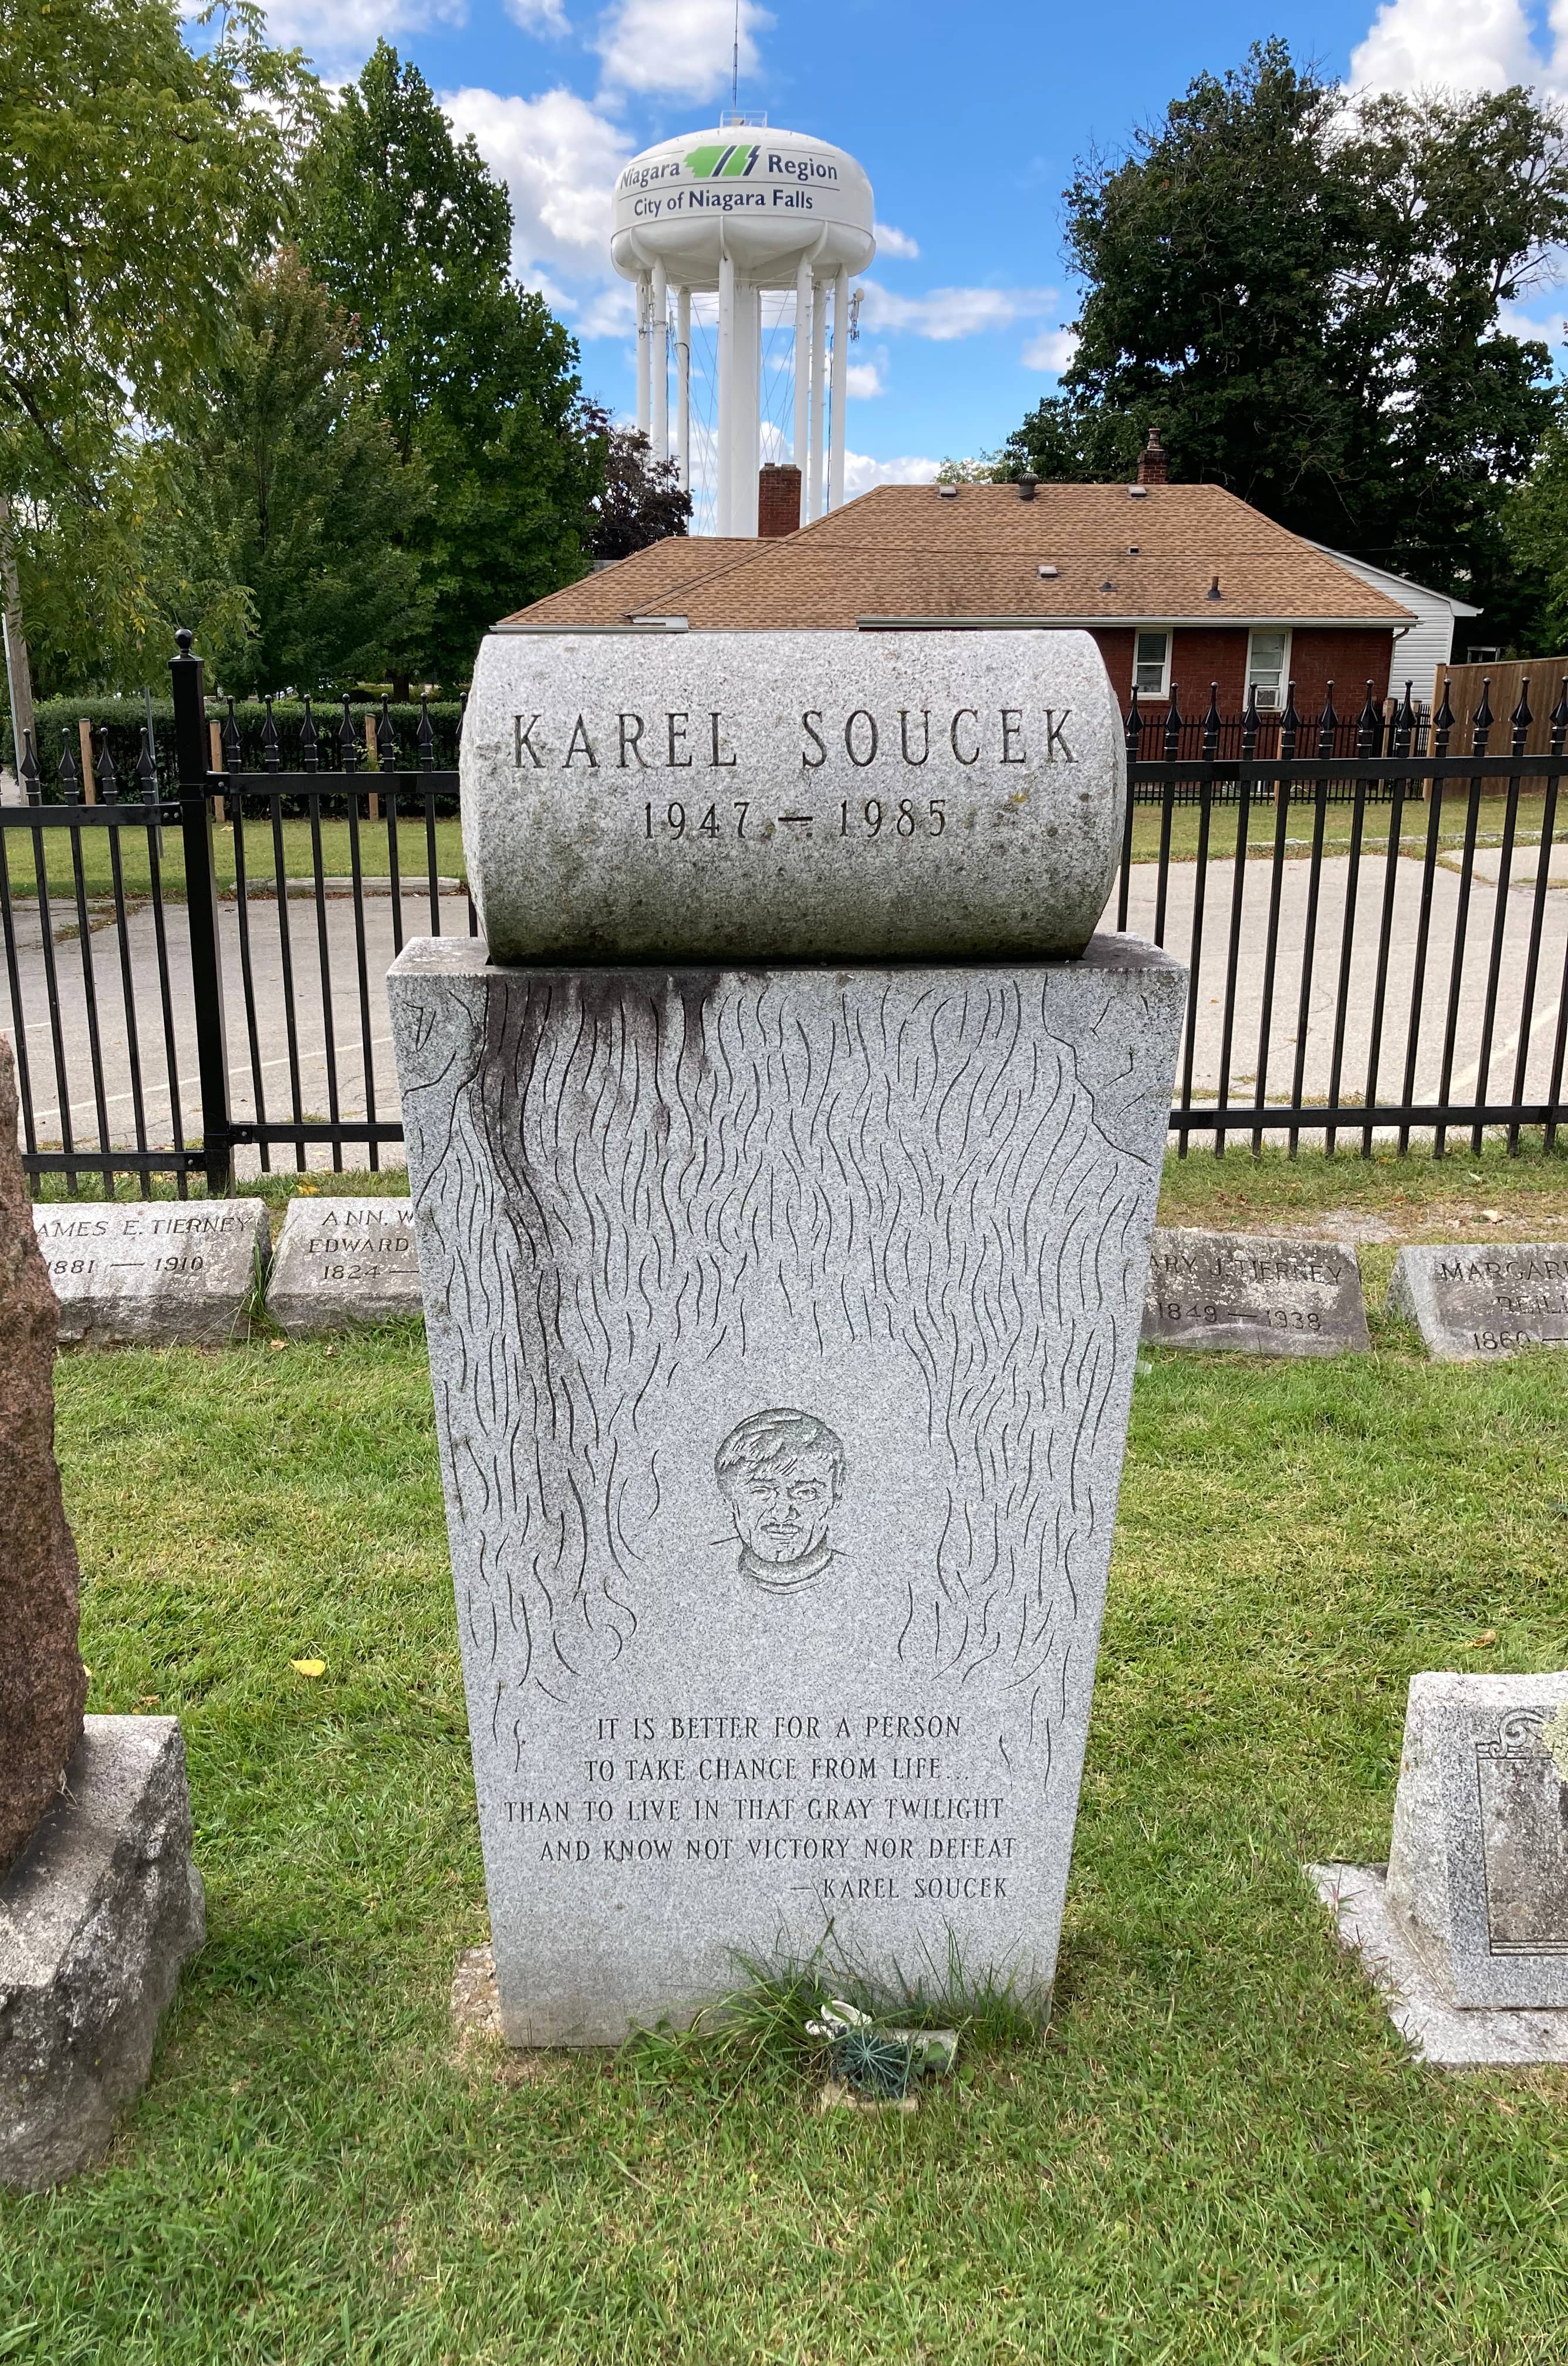 Niagara Region
City of Niagara Falls
KAREL SOUCEK
1947 — 1985
JAMES E. TIERNEY
1881 — 1910
ANN. W
EDWARD
1824 —
MARY J. TIERNEY
1849 — 1938
MARGAR
1860 —
IT IS BETTER FOR A PERSON
TO TAKE CHANCE FROM LIFE...
THAN TO LIVE IN THAT GRAY TWILIGHT
AND KNOW NOT VICTORY NOR DEFEAT
— KAREL SOUCEK